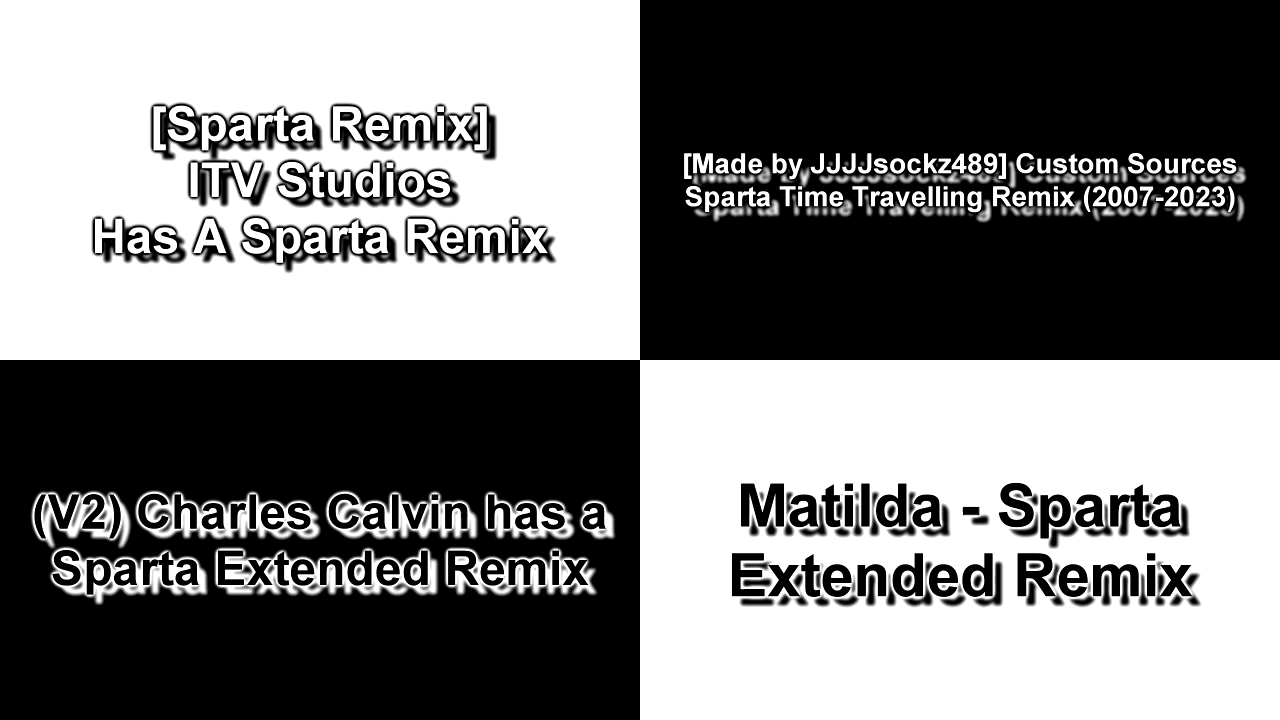 [Sparta Remix]
ITV Studios
Has A Sparta Remix
[Made by JJJJsockz489] Custom Sources
Sparta Time Travelling Remix (2007-2023)
(V2) Charles Calvin has a
Sparta Extended Remix
Matilda - Sparta
Extended Remix